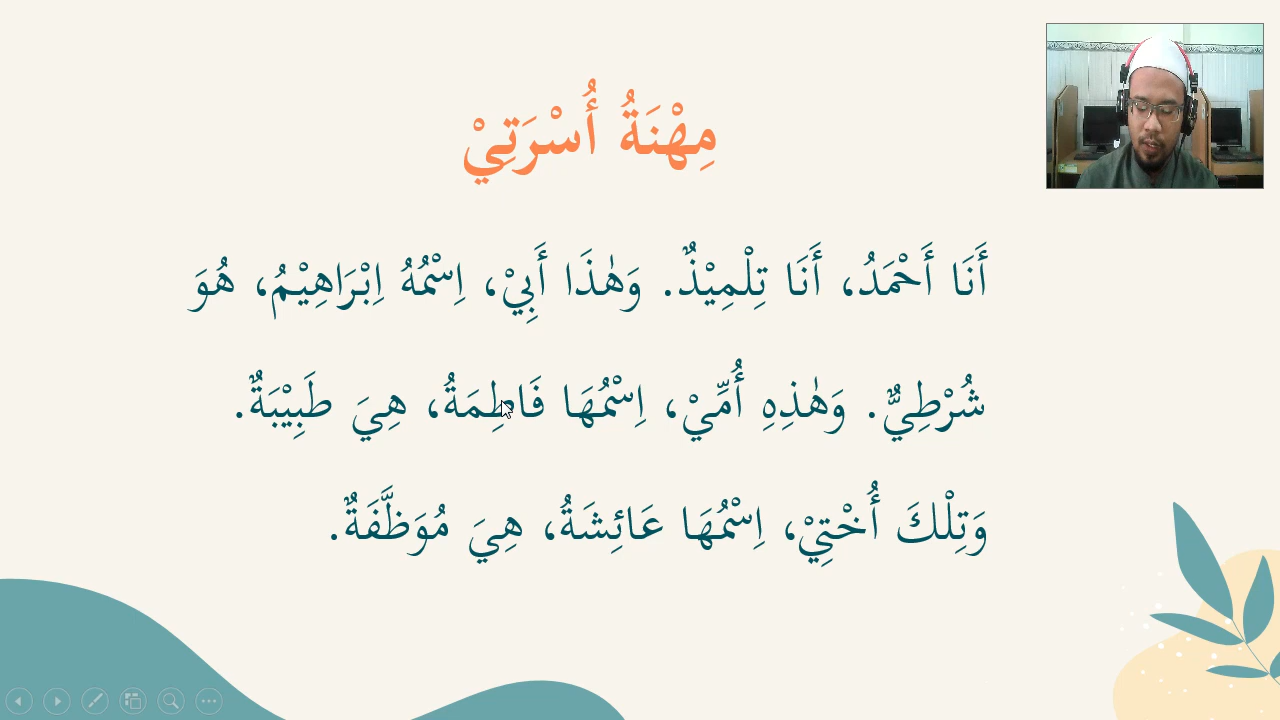 مِهْنَةُ أُسْرَتِيْ
أَنَا أَحْمَدُ، أَنَا تِلْمِيْذٌ. وَهٰذَا أَبِيْ، اِسْمُهُ اِبْرَاهِيْمُ، هُوَ
شُرْطِيٌّ. وَهٰذِهِ أُمِّيْ، اِسْمُهَا فَاطِمَةُ، هِيَ طَبِيْبَةٌ.
وَتِلْكَ أُخْتِيْ، اِسْمُهَا عَائِشَةُ، هِيَ مُوَظَّفَةٌ.